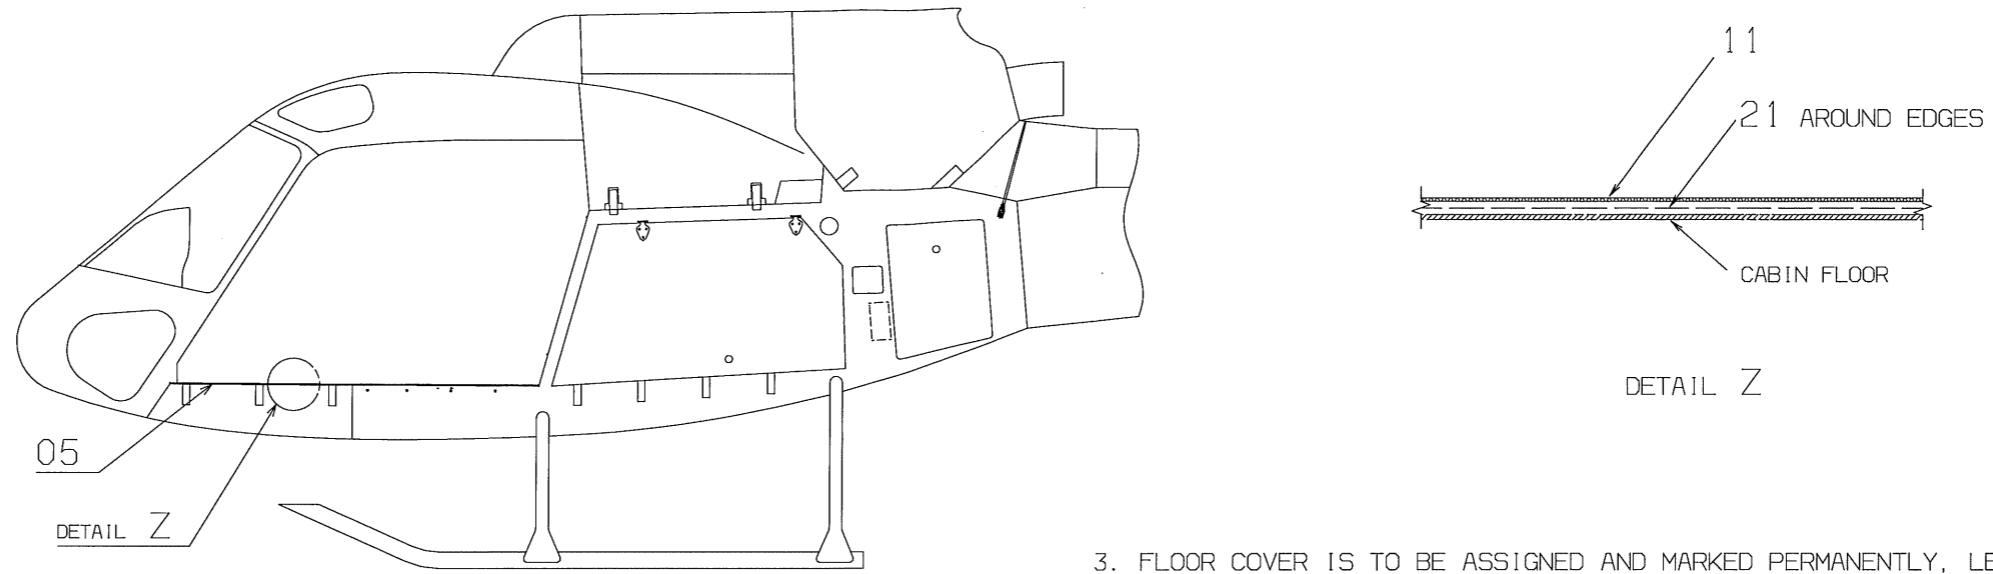 11
21 AROUND EDGES
CABIN FLOOR
DETAIL Z
05
DETAIL Z
3. FLOOR COVER IS TO BE ASSIGNED AND MARKED PERMANENTLY, LE